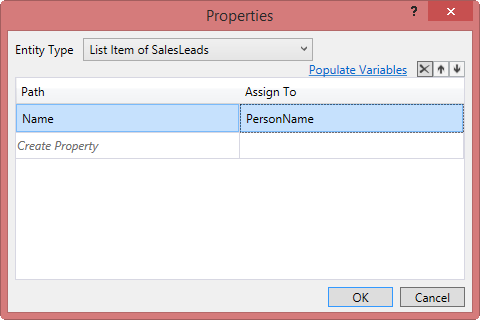 Properties
?
Entity Type List Item of SalesLeads
Populate Variables
Path Assign To
Name PersonName
Create Property
OK Cancel